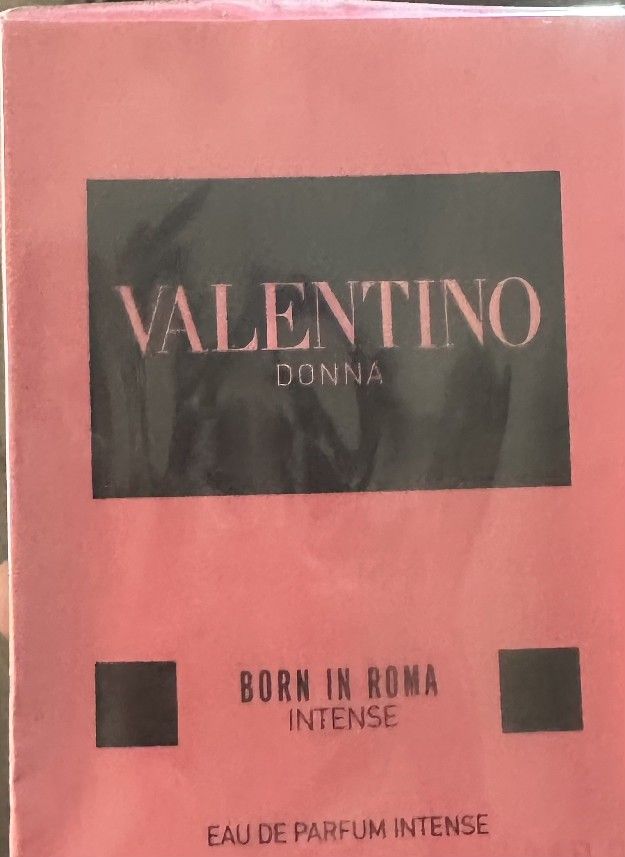 VALENTINO
DONNA
BORN IN ROMA
INTENSE
EAU DE PARFUM INTENSE